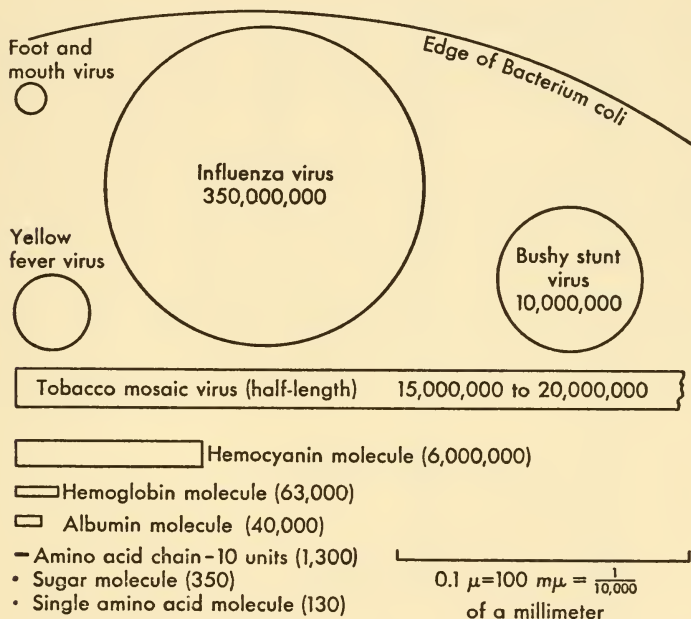 Foot and
mouth virus
Edge of Bacterium coli
Influenza virus
350,000,000
Yellow
fever virus
Bushy stunt
virus
10,000,000
Tobacco mosaic virus (half-length) 15,000,000 to 20,000,000
Hemocyanin molecule (6,000,000)
Hemoglobin molecule (63,000)
Albumin molecule (40,000)
Amino acid chain-10 units (1,300)
Sugar molecule (350)
Single amino acid molecule (130)
0.1 μ=100 mμ = 1/10,000
of a millimeter